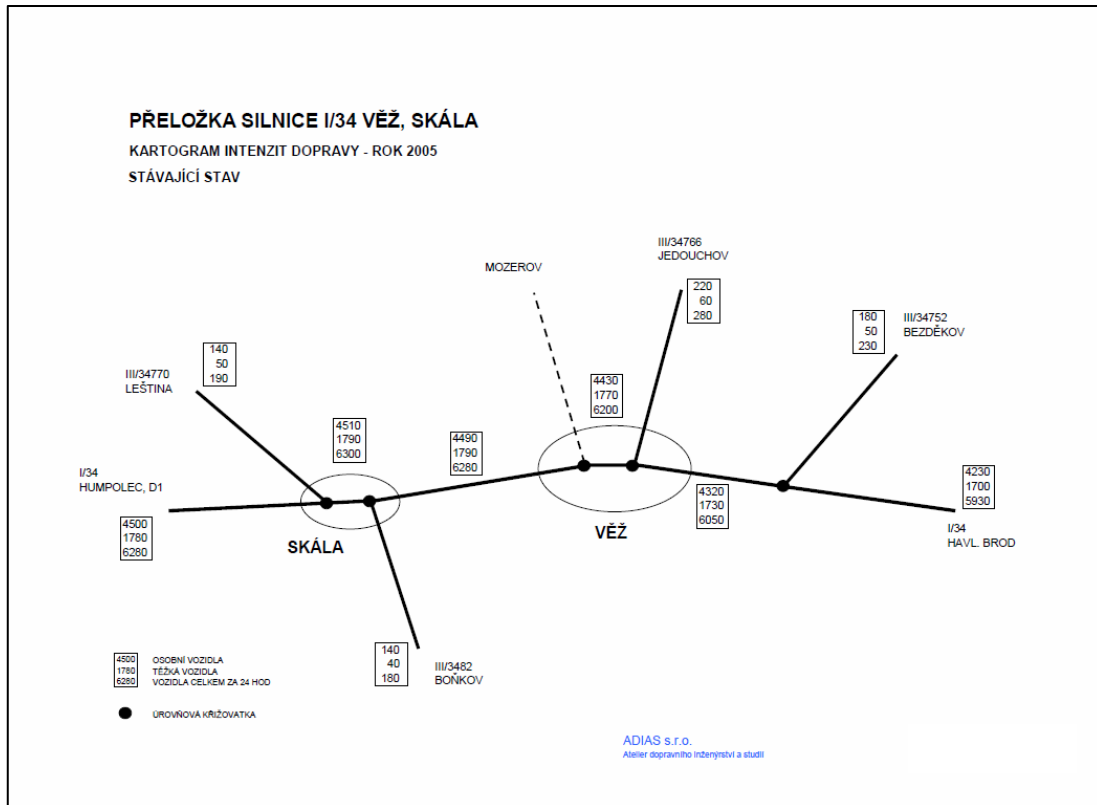 PŘELOŽKA SILNICE I/34 VĚŽ, SKÁLA
KARTOGRAM INTENZIT DOPRAVY - ROK 2005
STÁVAJÍCÍ STAV
III/34766
JEDOUCHOV
MOZEROV
220
60
280
III/34752
BEZDĚKOV
180
50
230
III/34770
LEŠTINA
140
50
190
4430
1770
6200
4510
1790
6300
4490
1790
6280
I/34
HUMPOLEC, D1
4500
1780
6280
SKÁLA
VĚŽ
4320
1730
6050
4230
1700
5930
I/34
HAVL. BROD
140
40
180
III/3482
BOŇKOV
4500 OSOBNÍ VOZIDLA
1780 TĚŽKÁ VOZIDLA
6280 VOZIDLA CELKEM ZA 24 HOD
ÚROVŇOVÁ KŘIŽOVATKA
ADIAS s.r.o.
Atelier dopravního inženýrství a studií